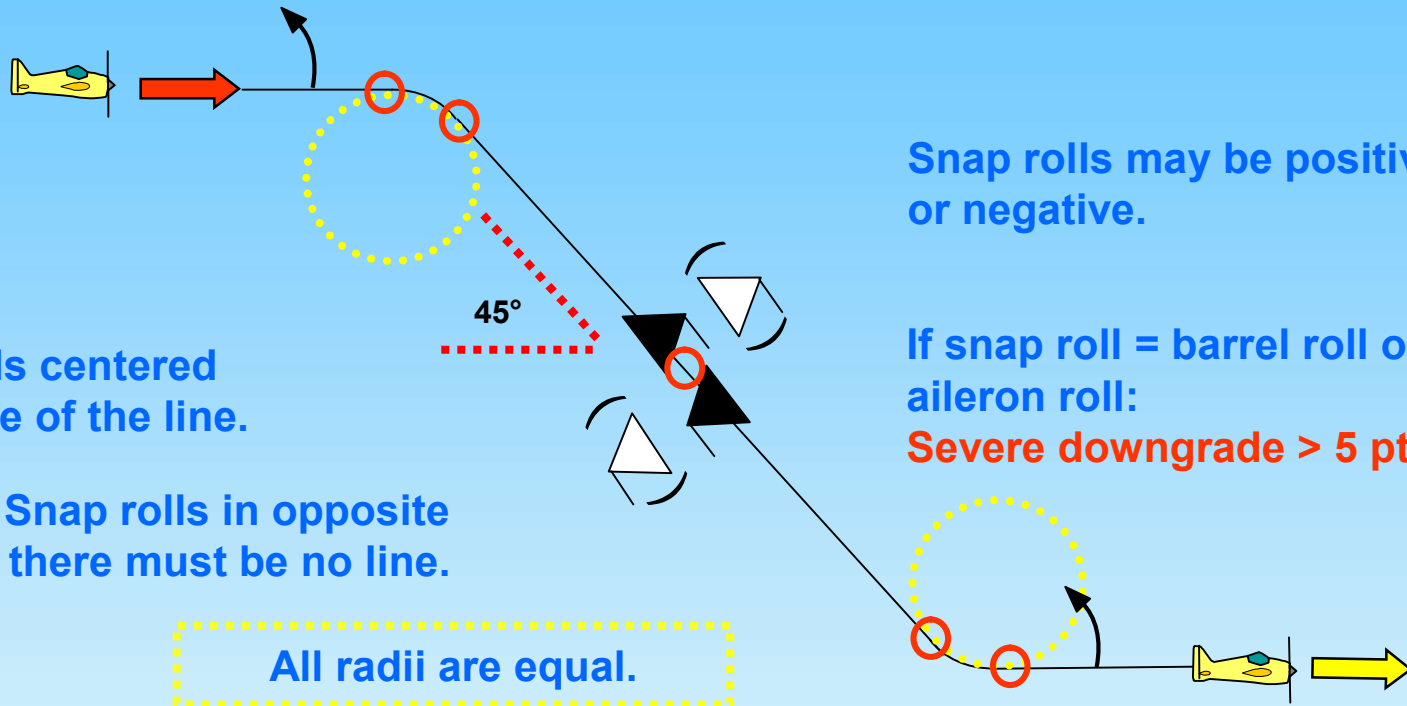 Snap rolls may be positiv
or negative.
45°
ls centered
e of the line.
If snap roll = barrel roll o
aileron roll:
Severe downgrade > 5 pt
Snap rolls in opposite
there must be no line.
All radii are equal.